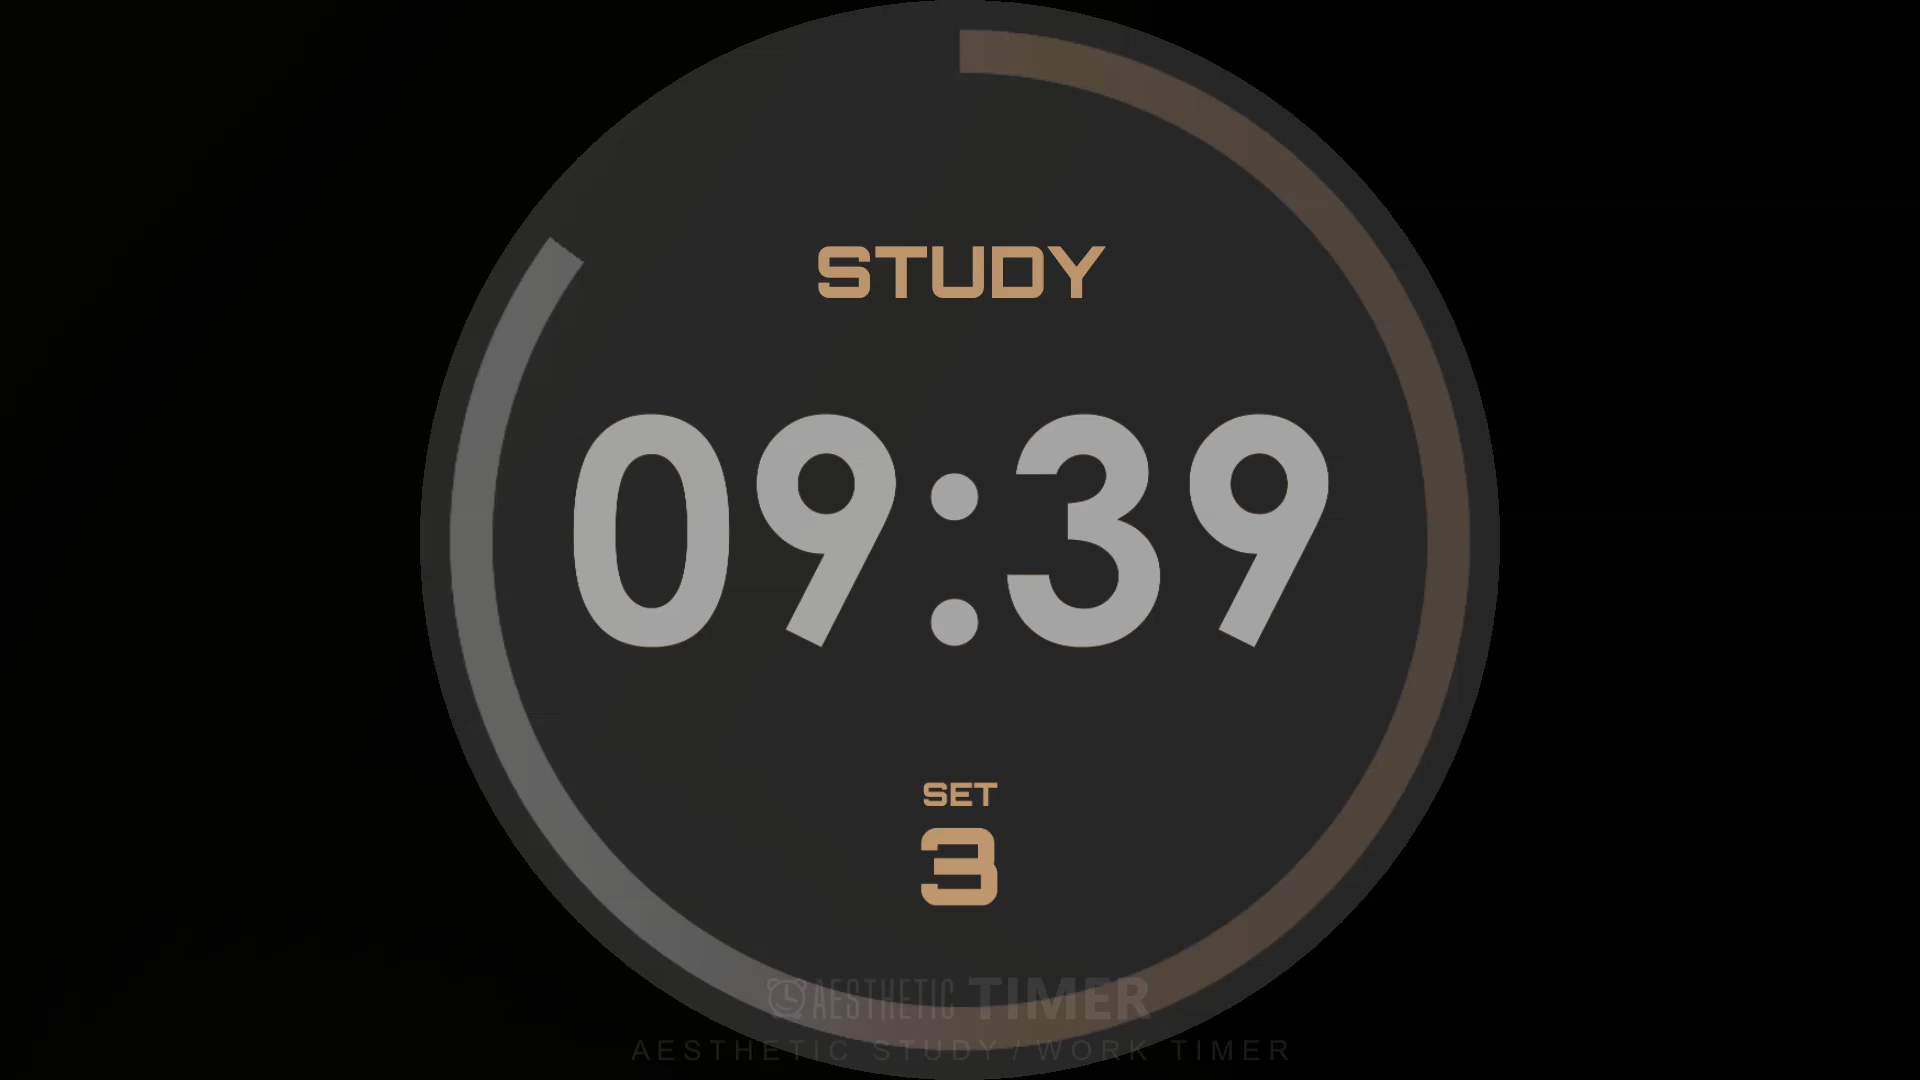 STUDY
09:39
SET
3
AESTHETIC TIMER
AESTHETIC STUDY / WORK TIMER